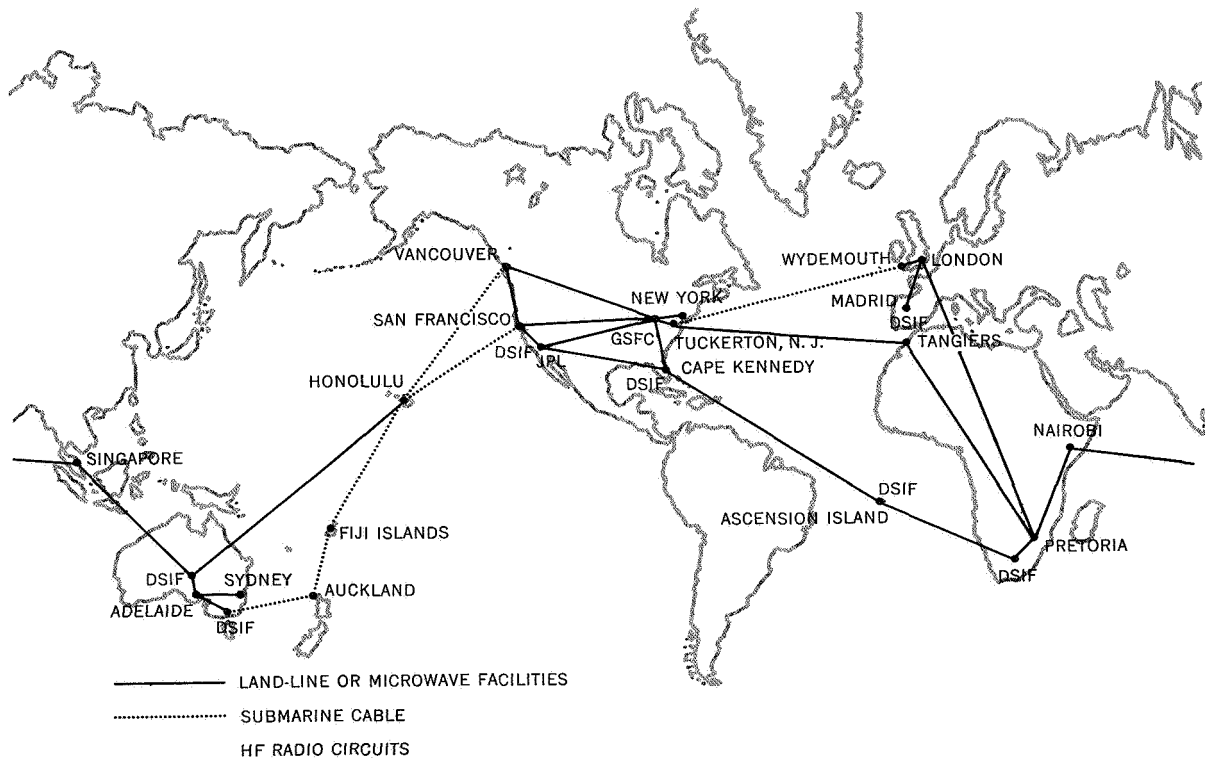 VANCOUVER
WYDEMOUTH
LONDON
NEW YORK
MADRID
DSIF
SAN FRANCISCO
GSFC
TUCKERTON, N. J.
TANGIERS
DSIF
JPL
CAPE KENNEDY
HONOLULU
DSIF
NAIROBI
SINGAPORE
DSIF
ASCENSION ISLAND
FIJI ISLANDS
PRETORIA
DSIF
DSIF
SYDNEY
ADELAIDE
AUCKLAND
DSIF
LAND-LINE OR MICROWAVE FACILITIES
SUBMARINE CABLE
HF RADIO CIRCUITS